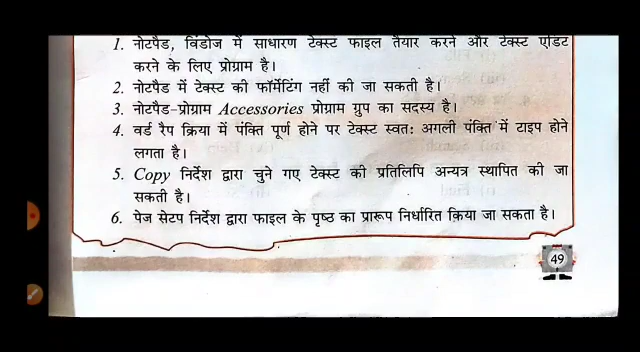 1. नोटपैड, विंडोज में साधारण टेक्स्ट फाइल तैयार करने और टेक्स्ट एडिट
करने के लिए प्रोग्राम है।
2. नोटपैड में टेक्स्ट की फॉर्मेटिंग नहीं की जा सकती है।
3. नोटपैड-प्रोग्राम Accessories प्रोग्राम ग्रुप का सदस्य है।
4. वर्ड रैप क्रिया में पंक्ति पूर्ण होने पर टेक्स्ट स्वतः अगली पंक्ति में टाइप होने
लगता है।
5. Copy निर्देश द्वारा चुने गए टेक्स्ट की प्रतिलिपि अन्यत्र स्थापित की जा
सकती है।
6. पेज सेटप निर्देश द्वारा फाइल के पृष्ठ का प्रारूप निर्धारित किया जा सकता है।
49